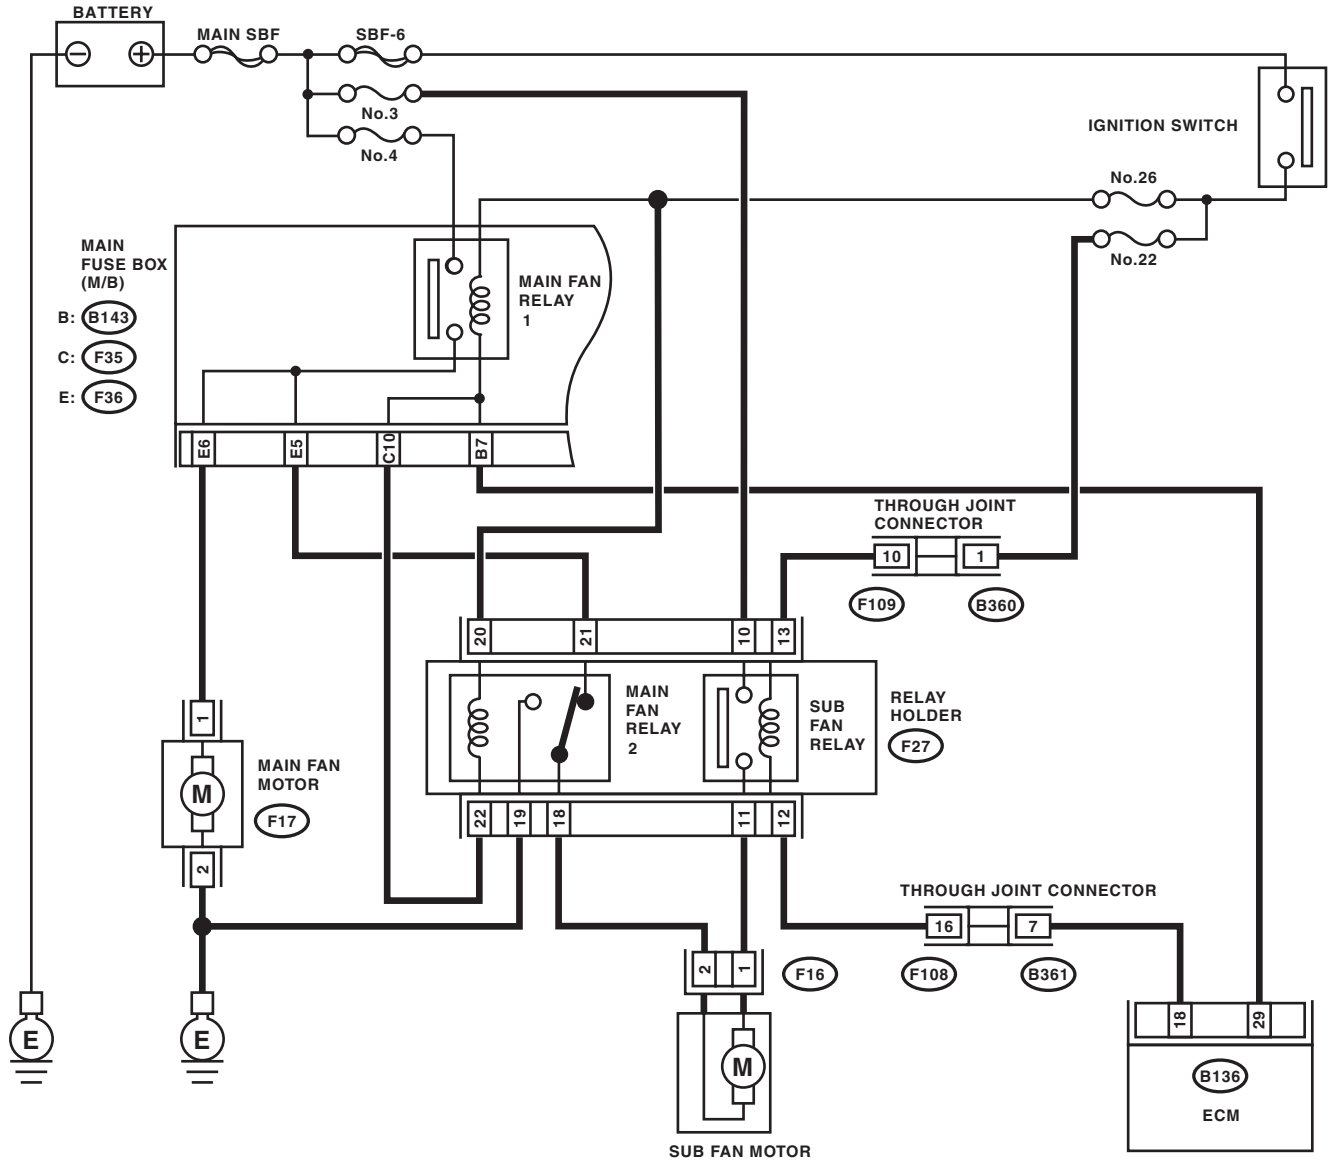 BATTERY
MAIN SBF
SBF-6
No.3
No.4
IGNITION SWITCH
No.26
No.22
MAIN
FUSE BOX
(M/B)
B: B143
C: F35
E: F36
MAIN FAN
RELAY
1
E6
E5
C10
B7
THROUGH JOINT
CONNECTOR
10
1
F109
B360
20
21
10
13
MAIN
FAN
RELAY
2
SUB
FAN
RELAY
RELAY
HOLDER
F27
1
MAIN FAN
MOTOR
M
F17
2
22
19
18
11
12
THROUGH JOINT CONNECTOR
16
7
F108
B361
2
1
F16
18
29
E
E
M
B136
ECM
SUB FAN MOTOR